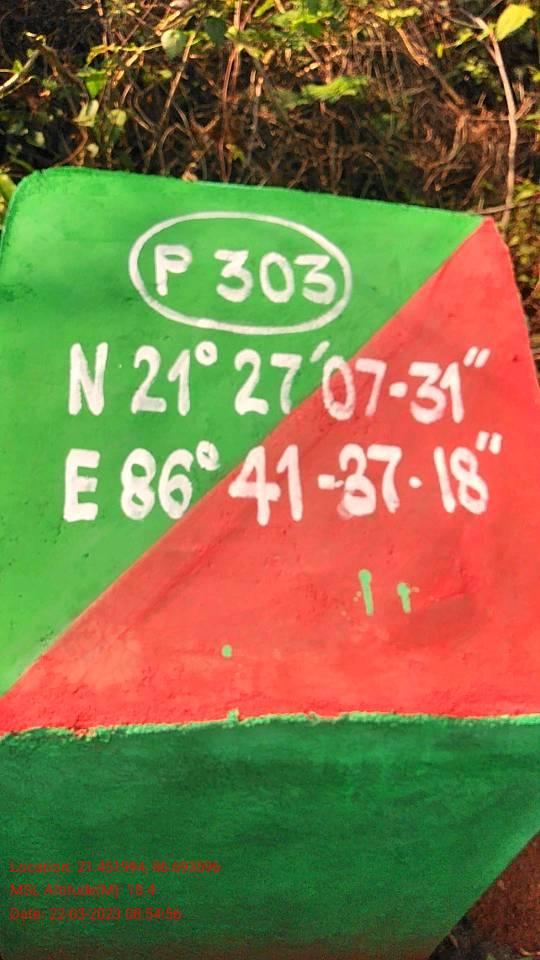 P 303
N 21° 27' 07.31"
E 86° 41-37.18"
Location: 21.451994, 86.693596
MSL Altitude(M): 18.4
Date: 22-03-2023 08:54:56